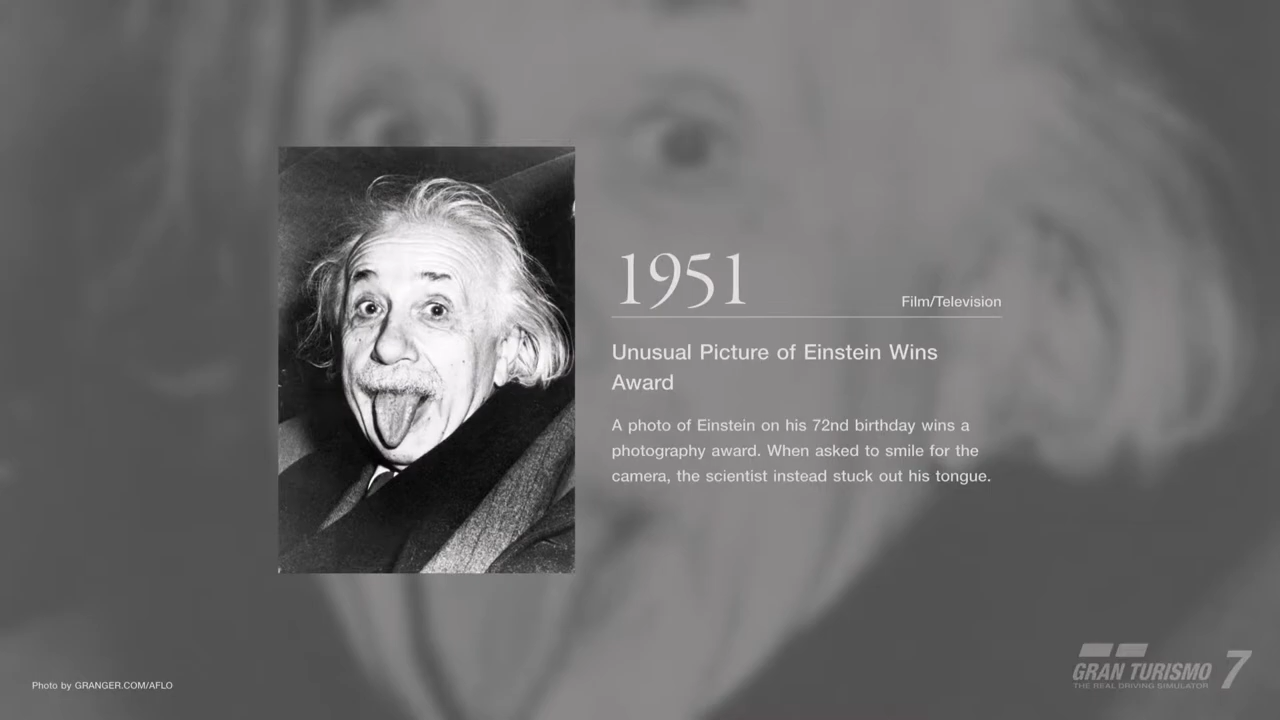 1951
Film/Television
Unusual Picture of Einstein Wins
Award
A photo of Einstein on his 72nd birthday wins a
photography award. When asked to smile for the
camera, the scientist instead stuck out his tongue.
Photo by GRANGER.COM/AFLO
GRAN TURISMO 7
THE REAL DRIVING SIMULATOR